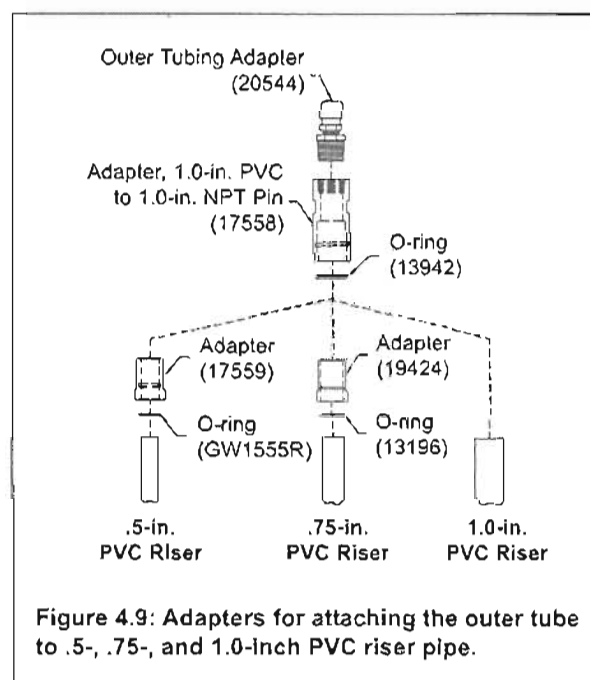 Outer Tubing Adapter
(20544)
Adapter, 1.0-in. PVC
to 1.0-in. NPT Pin
(17558)
O-ring
(13942)
Adapter
(17559)
Adapter
(19424)
O-ring
(GW1555R)
O-ring
(13196)
.5-in.
PVC Riser
.75-in.
PVC Riser
1.0-in.
PVC Riser
Figure 4.9: Adapters for attaching the outer tube
to .5-, .75-, and 1.0-inch PVC riser pipe.